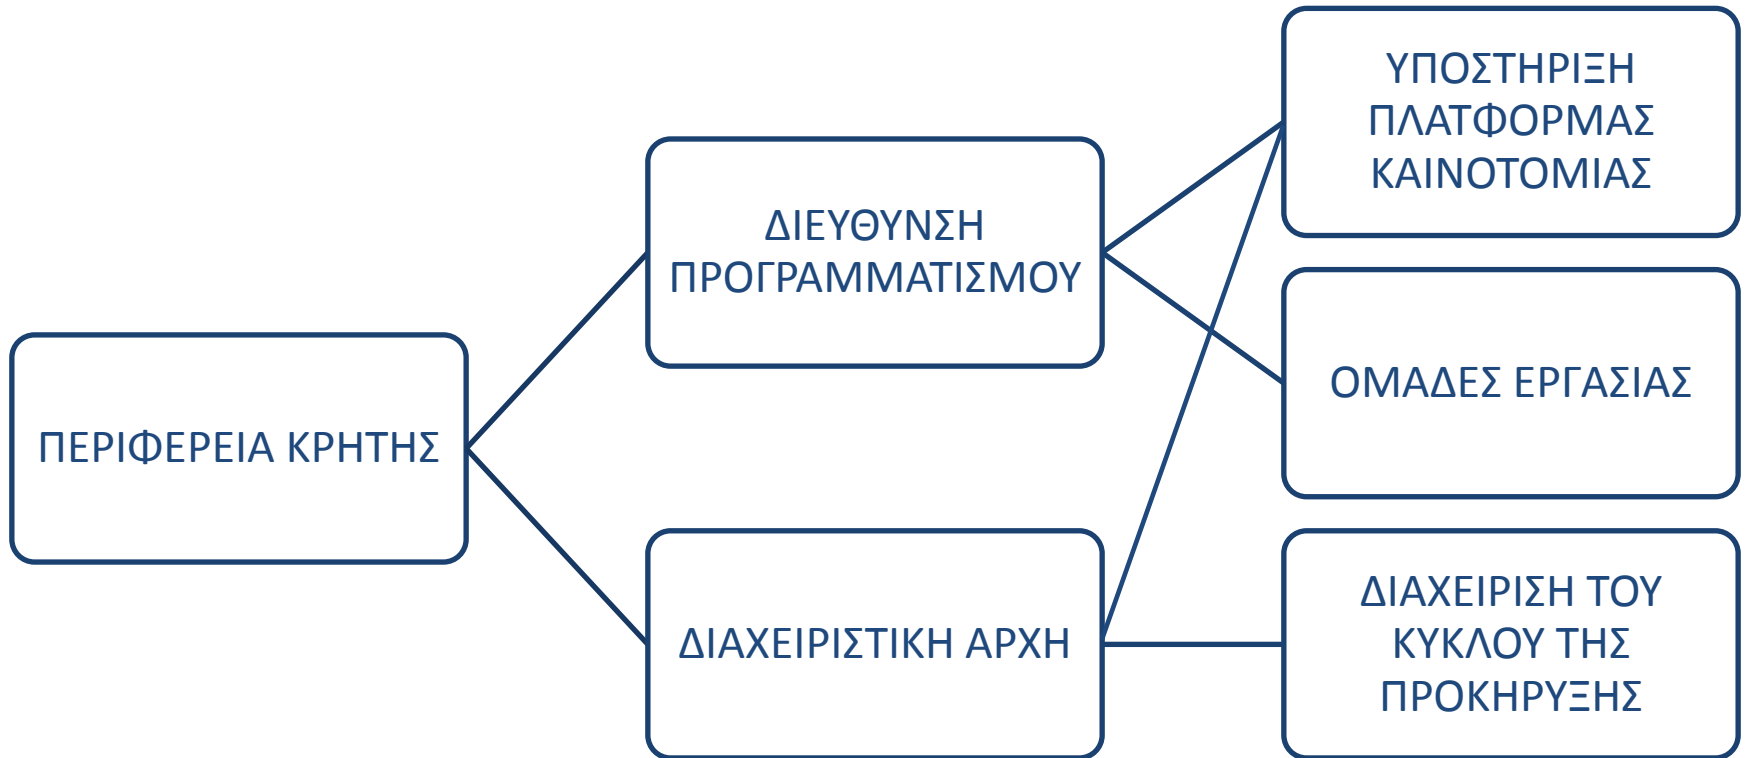 ΠΕΡΙΦΕΡΕΙΑ ΚΡΗΤΗΣ
ΔΙΕΥΘΥΝΣΗ
ΠΡΟΓΡΑΜΜΑΤΙΣΜΟΥ
ΔΙΑΧΕΙΡΙΣΤΙΚΗ ΑΡΧΗ
ΥΠΟΣΤΗΡΙΞΗ
ΠΛΑΤΦΟΡΜΑΣ
ΚΑΙΝΟΤΟΜΙΑΣ
ΟΜΑΔΕΣ ΕΡΓΑΣΙΑΣ
ΔΙΑΧΕΙΡΙΣΗ ΤΟΥ
ΚΥΚΛΟΥ ΤΗΣ
ΠΡΟΚΗΡΥΞΗΣ